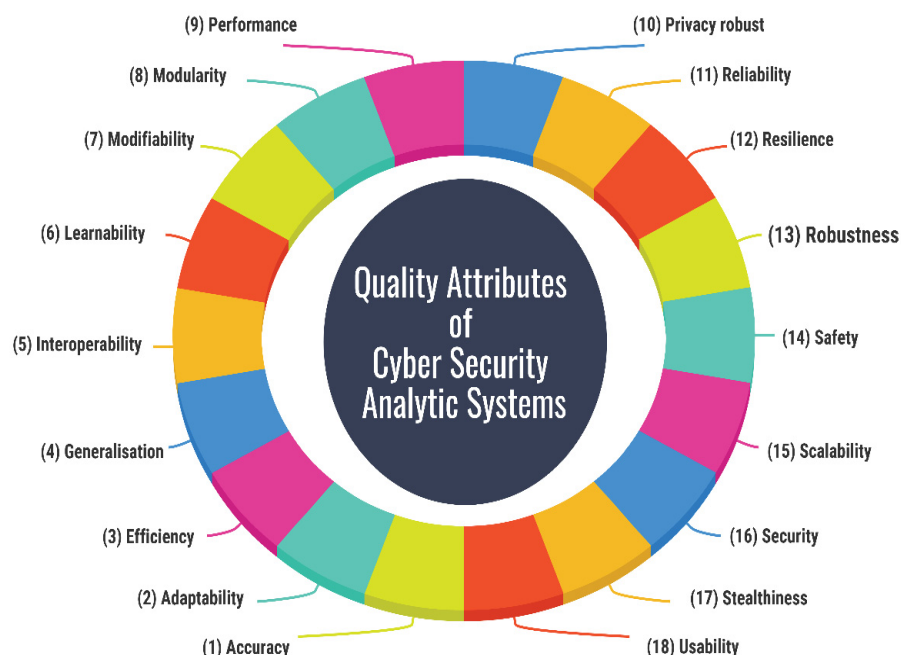 (9) Performance
(10) Privacy robust
(8) Modularity
(11) Reliability
(7) Modifiability
(12) Resilience
(6) Learnability
(13) Robustness
Quality Attributes
of
Cyber Security
Analytic Systems
(5) Interoperability
(14) Safety
(4) Generalisation
(15) Scalability
(3) Efficiency
(16) Security
(2) Adaptability
(17) Stealthiness
(1) Accuracy
(18) Usability